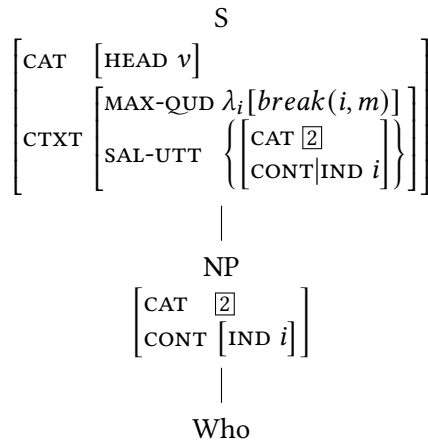 S
CAT [HEAD v]
CTXT [MAX-QUD λi[break(i, m)]
SAL-UTT {[CAT 2
CONT|IND i]}]
NP
[CAT 2
CONT [IND i]]
Who